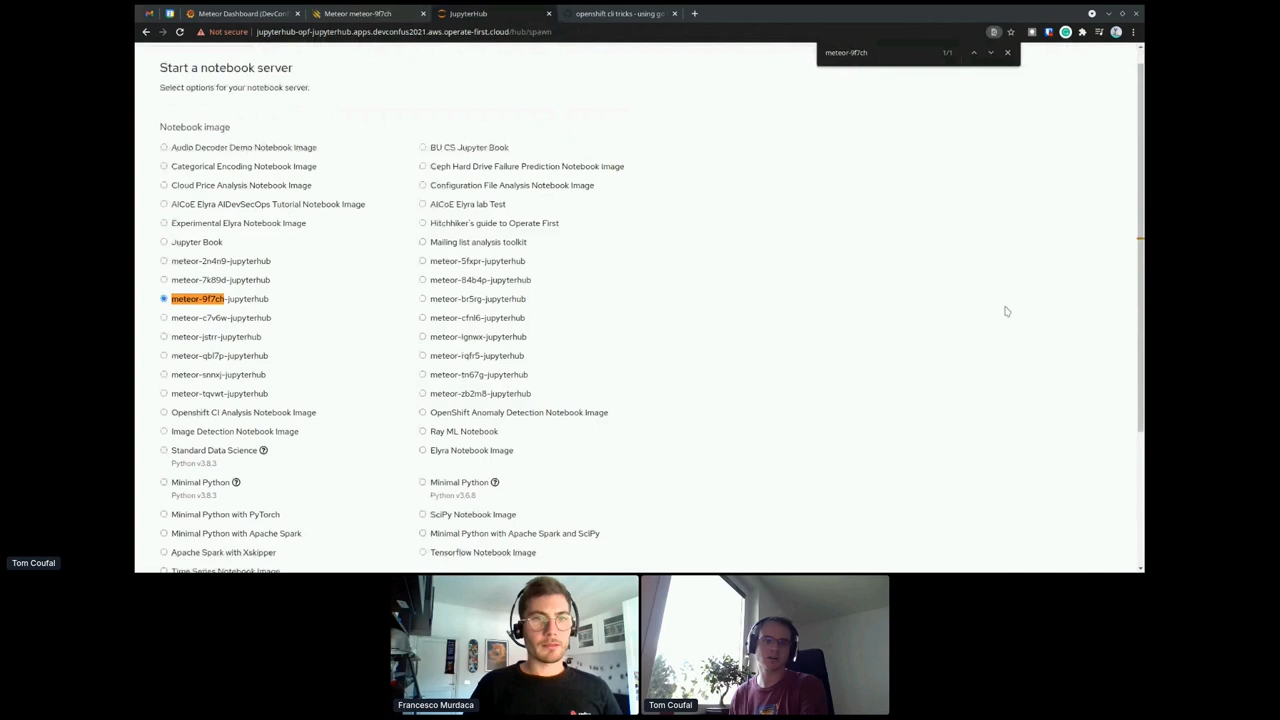 Meteor Dashboard (DevConf
Meteor meteor-9f7ch
JupyterHub
openshift cli tricks - using go
Not secure
jupyterhub-opf-jupyterhub.apps.devconfus2021.aws.operate-first.cloud/hub/spawn
meteor-9f7ch
1/1
Start a notebook server
Select options for your notebook server.
Notebook image
Audio Decoder Demo Notebook Image
BU CS Jupyter Book
Categorical Encoding Notebook Image
Ceph Hard Drive Failure Prediction Notebook Image
Cloud Price Analysis Notebook Image
Configuration File Analysis Notebook Image
AICoE Elyra AIDevSecOps Tutorial Notebook Image
AICoE Elyra lab Test
Experimental Elyra Notebook Image
Hitchhiker's guide to Operate First
Jupyter Book
Mailing list analysis toolkit
meteor-2n4n9-jupyterhub
meteor-5fxpr-jupyterhub
meteor-7k89d-jupyterhub
meteor-84b4p-jupyterhub
meteor-9f7ch-jupyterhub
meteor-br5rg-jupyterhub
meteor-c7v6w-jupyterhub
meteor-cfnl6-jupyterhub
meteor-jstrr-jupyterhub
meteor-lgnwx-jupyterhub
meteor-qbl7p-jupyterhub
meteor-rqfr5-jupyterhub
meteor-snnxj-jupyterhub
meteor-tn67g-jupyterhub
meteor-tqvwt-jupyterhub
meteor-zb2m8-jupyterhub
Openshift CI Analysis Notebook Image
OpenShift Anomaly Detection Notebook Image
Image Detection Notebook Image
Ray ML Notebook
Standard Data Science
Python v3.8.3
Elyra Notebook Image
Minimal Python
Python v3.8.3
Minimal Python
Python v3.6.8
Minimal Python with PyTorch
SciPy Notebook Image
Minimal Python with Apache Spark
Minimal Python with Apache Spark and SciPy
Apache Spark with Xskipper
Tensorflow Notebook Image
Time Series Notebook Image
Tom Coufal
Francesco Murdaca
Tom Coufal